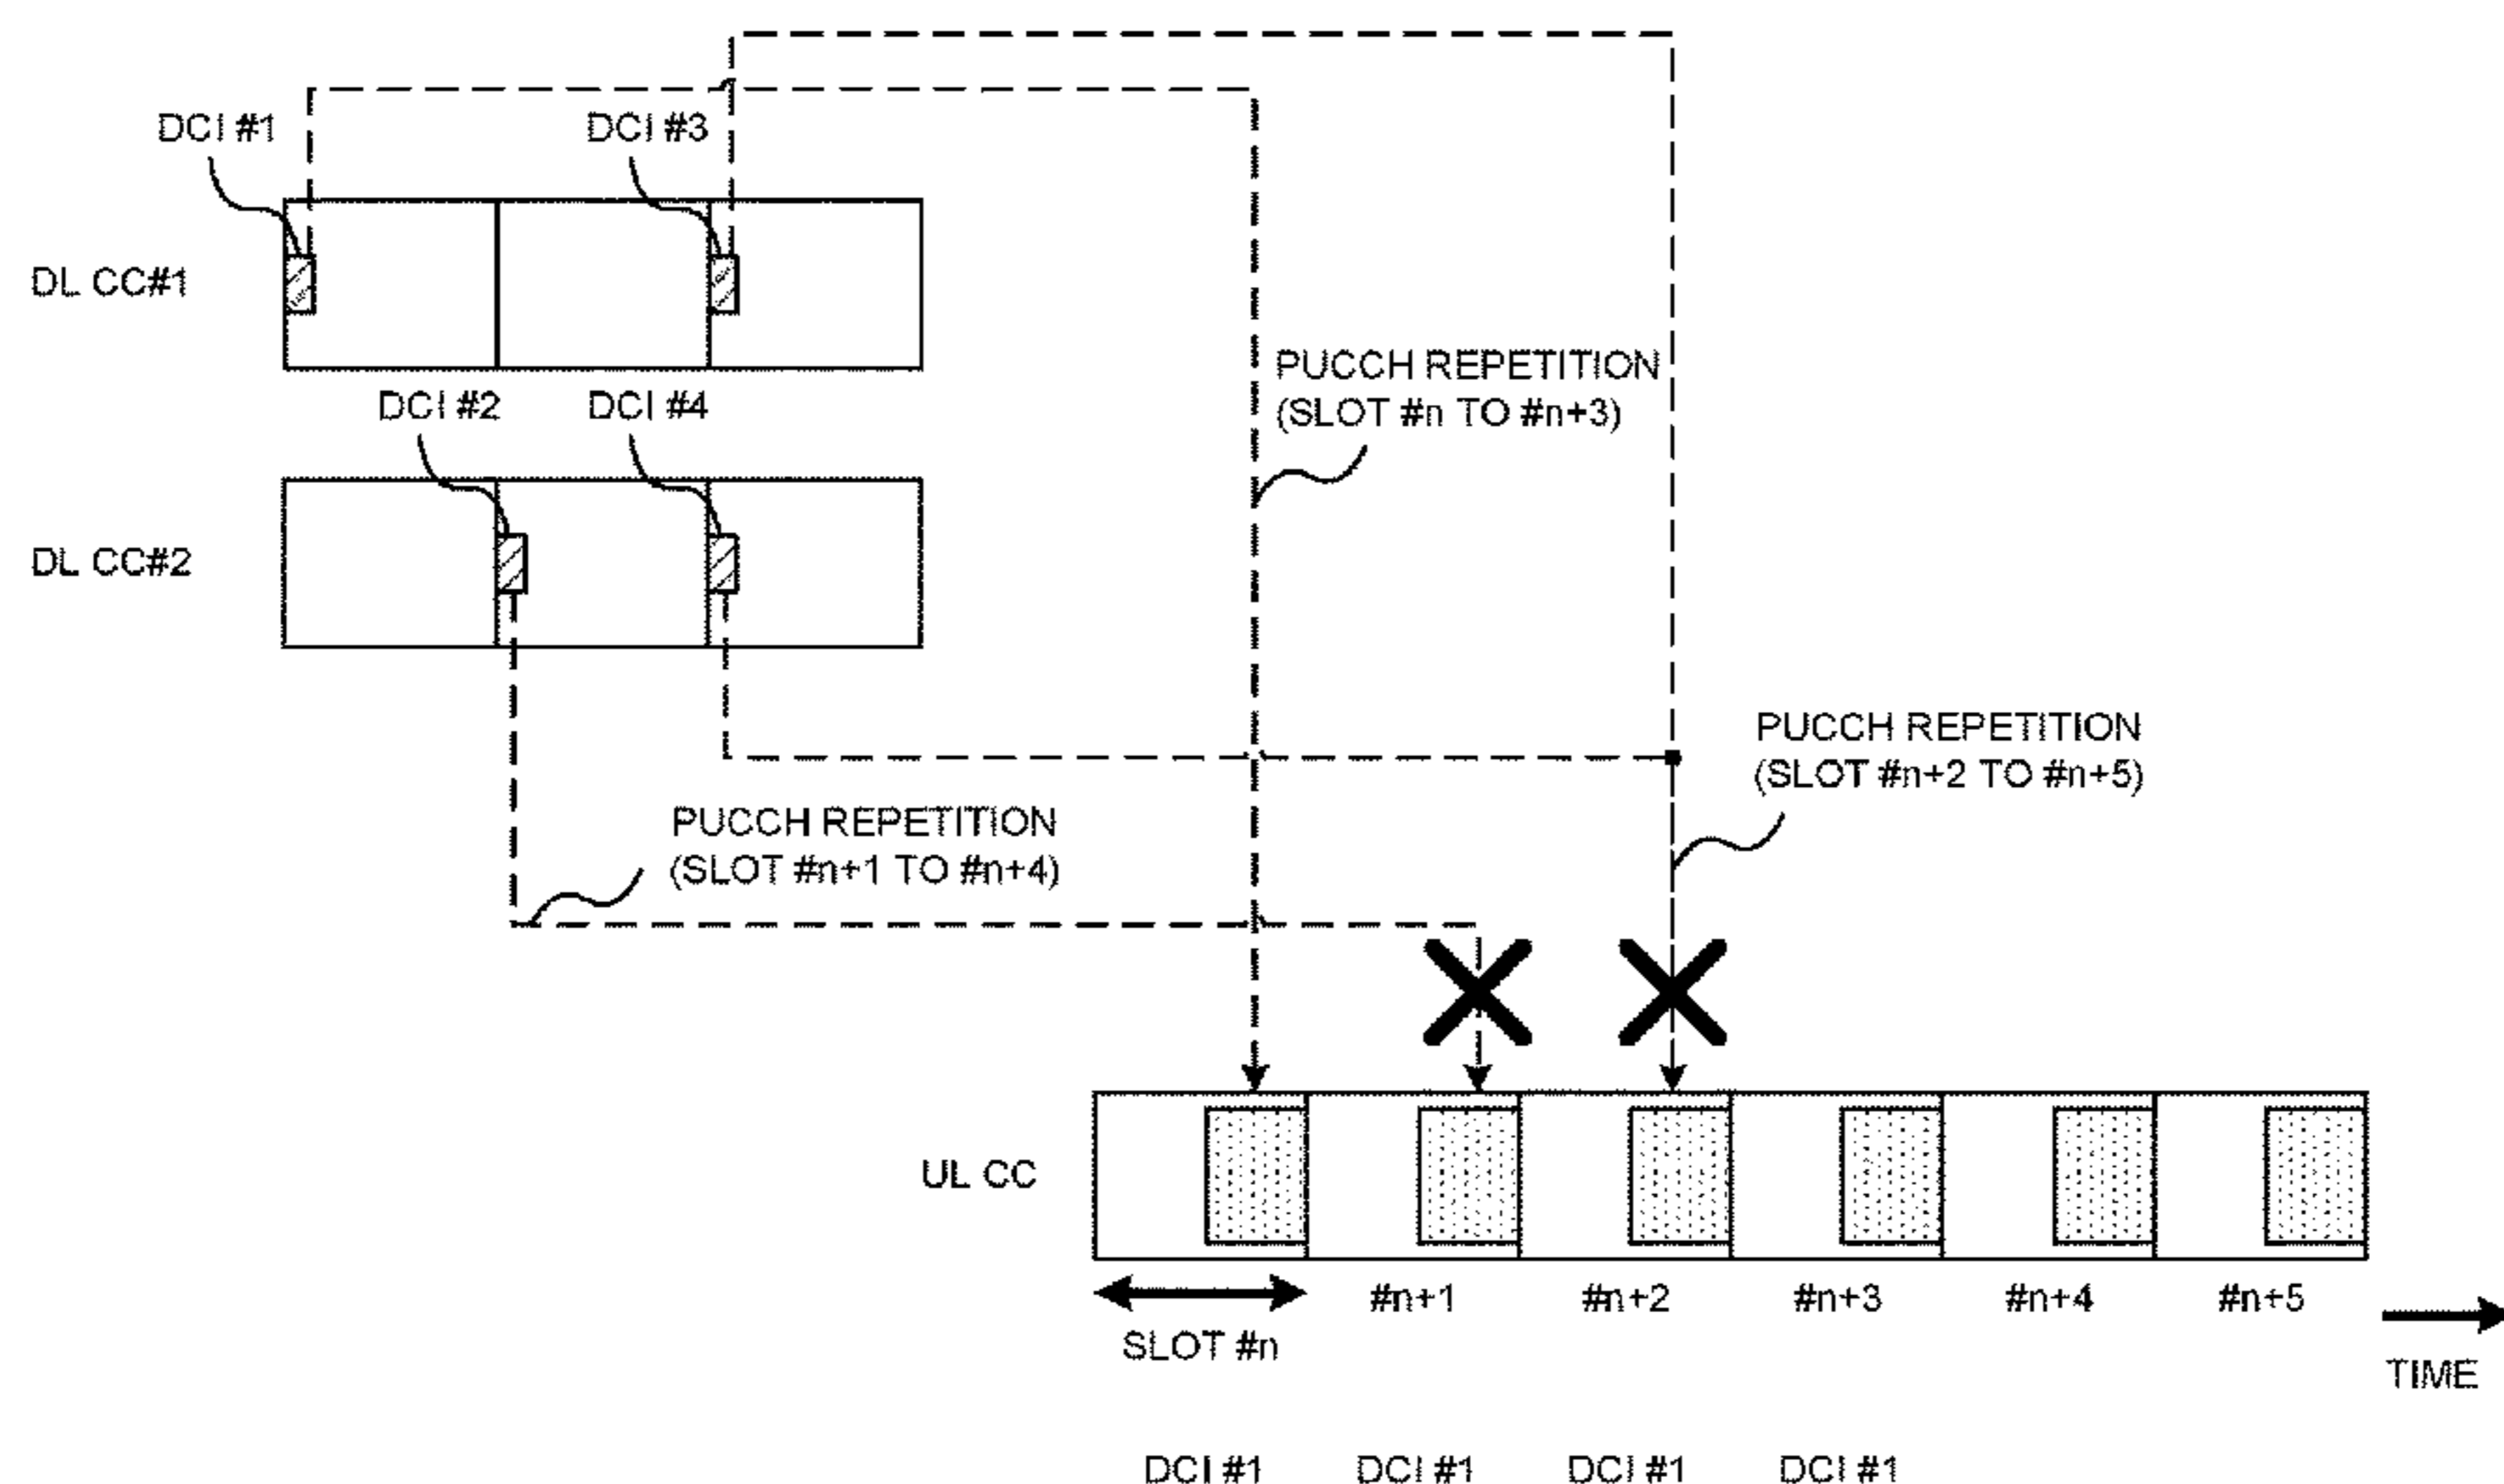 DCI #1
DCI #3
DL CC#1
PUCCH REPETITION
(SLOT #n TO #n+3)
DCI #2
DCI #4
DL CC#2
PUCCH REPETITION
(SLOT #n+2 TO #n+5)
PUCCH REPETITION
(SLOT #n+1 TO #n+4)
UL CC
#n+1
#n+2
#n+3
#n+4
#n+5
SLOT #n
TIME
DCI #1
DCI #1
DCI #1
DCI #1